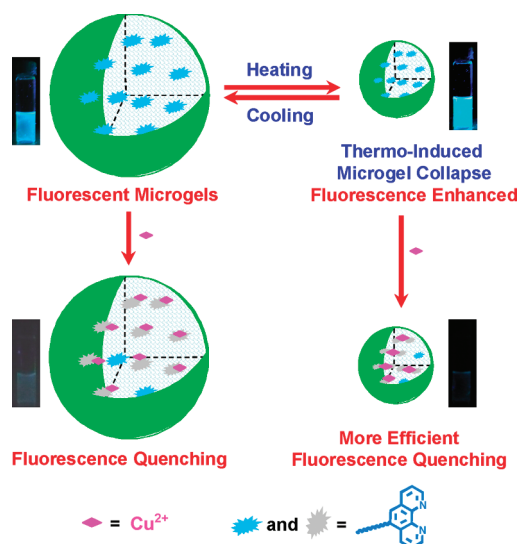 Heating
Cooling
Fluorescent Microgels
Thermo-Induced
Microgel Collapse
Fluorescence Enhanced
Fluorescence Quenching
More Efficient
Fluorescence Quenching
= Cu²⁺
and = N N